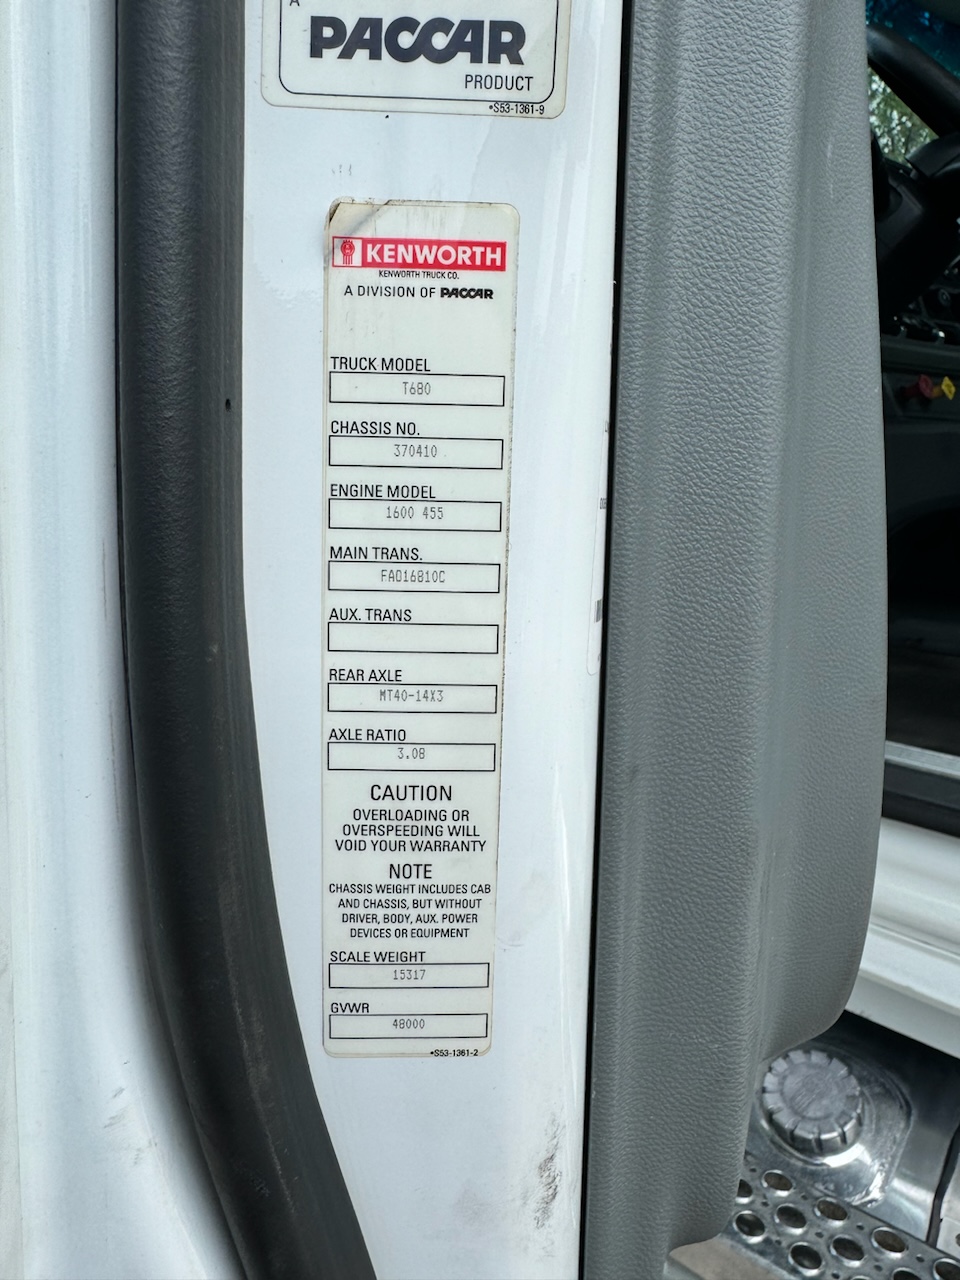 A
PACCAR
PRODUCT
•S53-1361-9
KENWORTH
KENWORTH TRUCK CO.
A DIVISION OF PACCAR
TRUCK MODEL
T680
CHASSIS NO.
370410
ENGINE MODEL
1600 455
MAIN TRANS.
FAO16810C
AUX. TRANS
REAR AXLE
MT40-14X3
AXLE RATIO
3.08
CAUTION
OVERLOADING OR
OVERSPEEDING WILL
VOID YOUR WARRANTY
NOTE
CHASSIS WEIGHT INCLUDES CAB
AND CHASSIS, BUT WITHOUT
DRIVER, BODY, AUX. POWER
DEVICES OR EQUIPMENT
SCALE WEIGHT
15317
GVWR
48000
•S53-1361-2